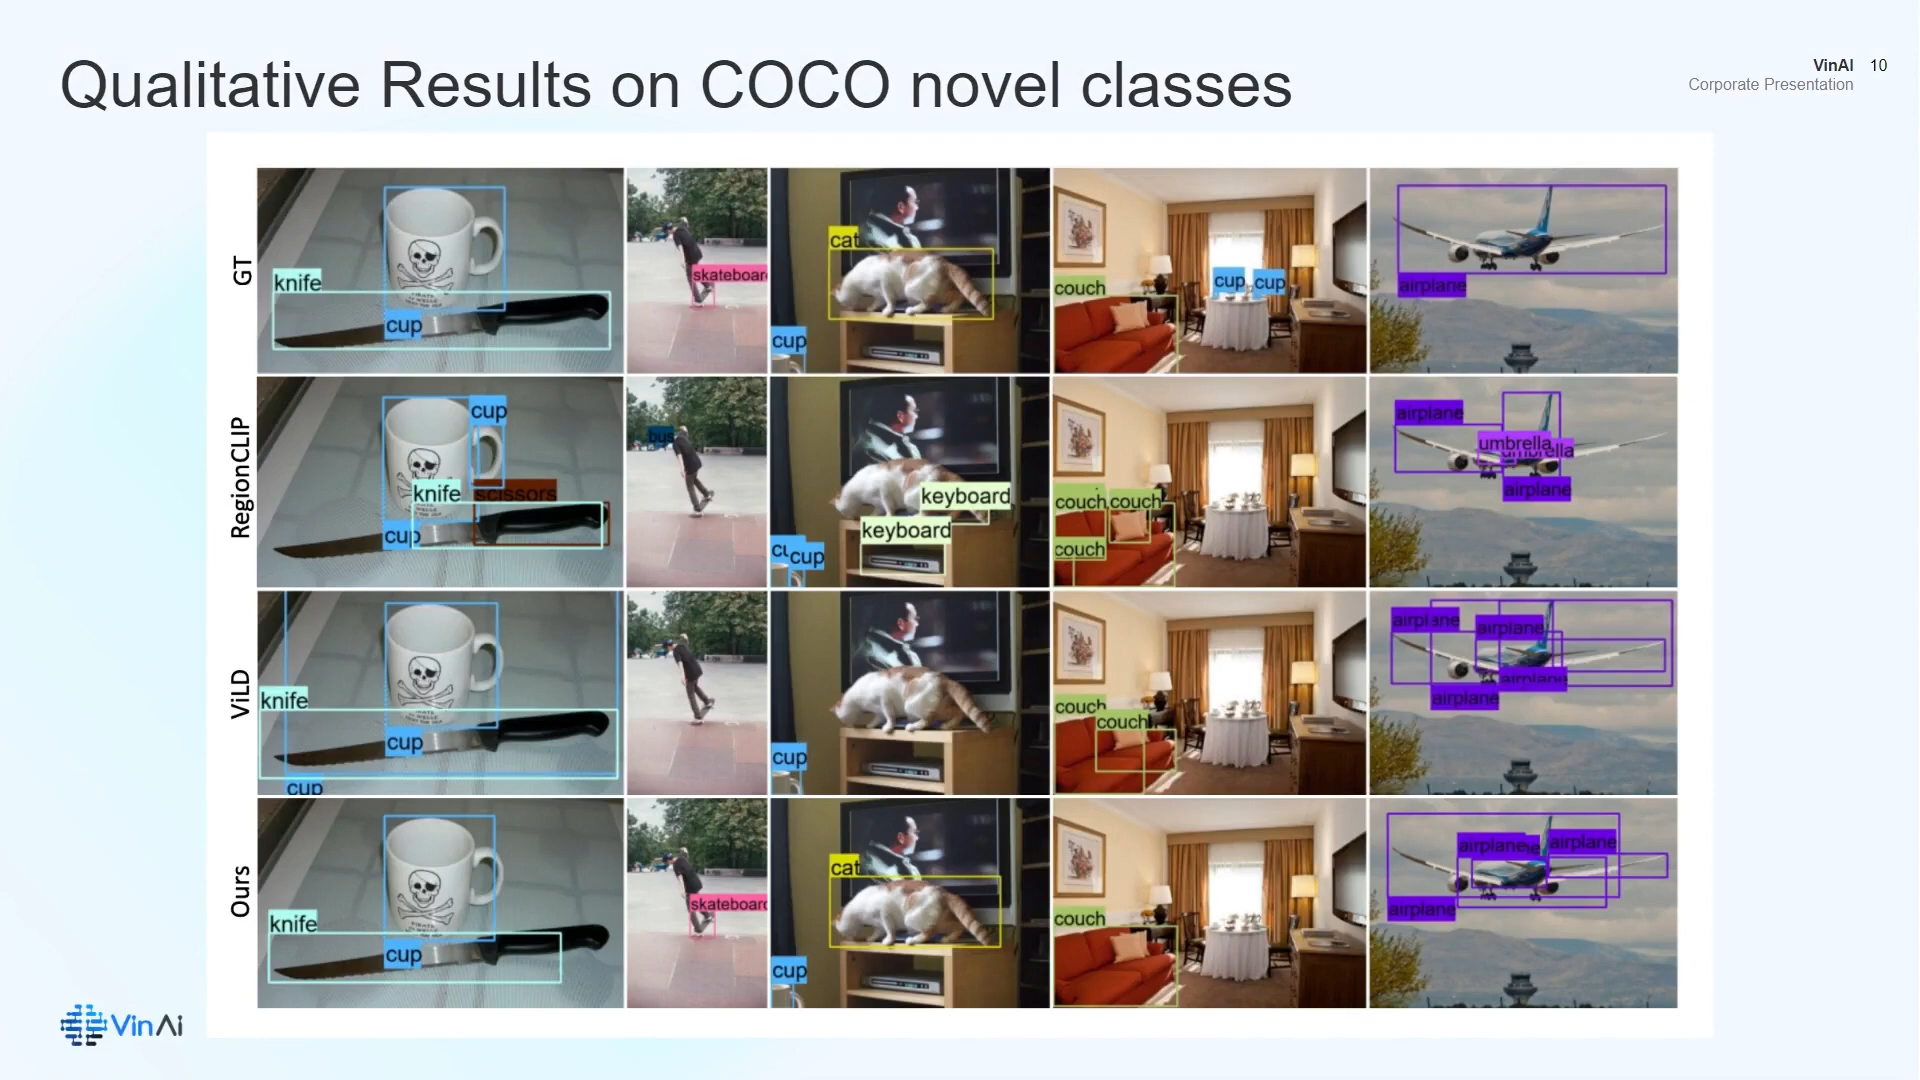 Qualitative Results on COCO novel classes
VinAI 10
Corporate Presentation
GT
knife
cup
skateboard
cat
cup
couch
cup cup
airplane
RegionCLIP
cup
knife scissors
cup
bus
keyboard
keyboard
cup
couch couch
couch
airplane
umbrella
airplane
ViLD
knife
cup
cup
cup
couch
couch
airplane airplane
airplane
airplane
Ours
knife
cup
skateboard
cat
cup
couch
airplane airplane
airplane
VinAi